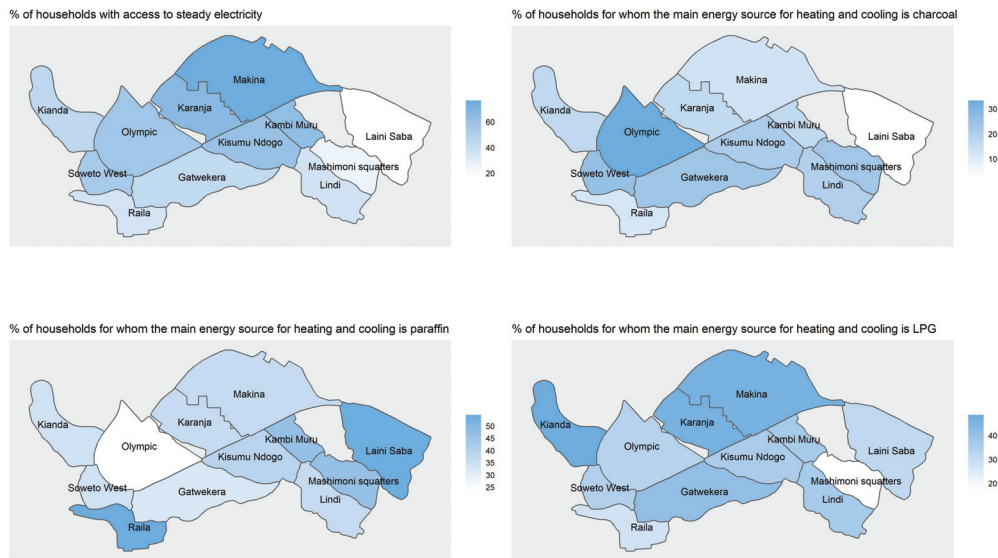 % of households with access to steady electricity
Kianda
Olympic
Karanja
Makina
Kambi Muru
Kisumu Ndogo
Laini Saba
Mashimoni squatters
Soweto West
Gatwekera
Lindi
Raila
60
40
20
% of households for whom the main energy source for heating and cooling is charcoal
Kianda
Olympic
Karanja
Makina
Kambi Muru
Kisumu Ndogo
Laini Saba
Mashimoni squatters
Soweto West
Gatwekera
Lindi
Raila
30
20
10
% of households for whom the main energy source for heating and cooling is paraffin
Kianda
Olympic
Karanja
Makina
Kambi Muru
Kisumu Ndogo
Laini Saba
Mashimoni squatters
Soweto West
Gatwekera
Lindi
Raila
50
45
40
35
30
25
% of households for whom the main energy source for heating and cooling is LPG
Kianda
Olympic
Karanja
Makina
Kambi Muru
Kisumu Ndogo
Laini Saba
Mashimoni squatters
Soweto West
Gatwekera
Lindi
Raila
40
30
20